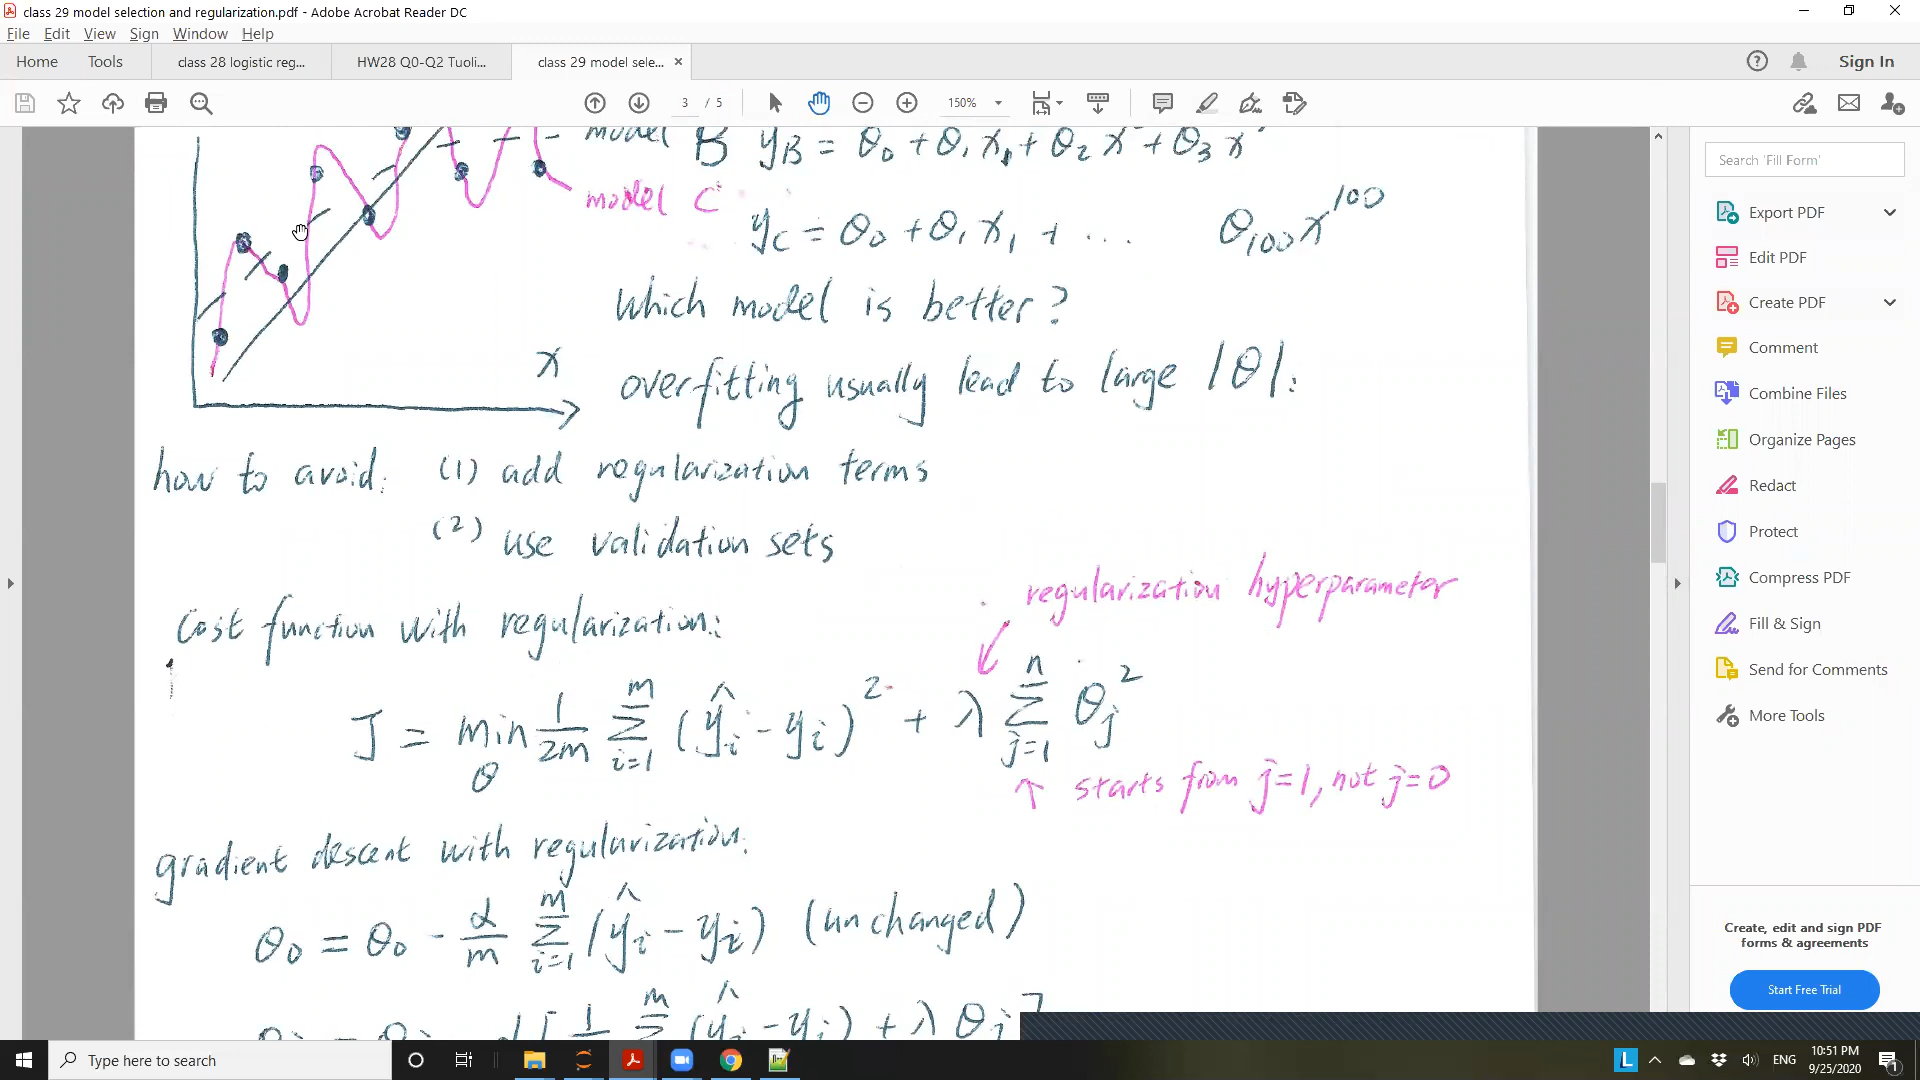 class 29 model selection and regularization.pdf - Adobe Acrobat Reader DC
File Edit View Sign Window Help
Home Tools class 28 logistic reg... HW28 Q0-Q2 Tuoli... class 29 model sele... × Sign In
3 / 5 150%
model B y_B = θ₀ + θ₁x₁ + θ₂x + θ₃x
model C
y_C = θ₀ + θ₁x₁ + ... θ₁₀₀x¹⁰⁰
Which model is better?
x
overfitting usually lead to large |θ|:
how to avoid: (1) add regularization terms
(2) use validation sets
regularization hyperparameter
Cost function with regularization:
J = min_θ 1/2m Σ_{i=1}^{m} (ŷᵢ - yᵢ)² + λ Σ_{j=1}^{n} θⱼ²
↑ starts from j=1, not j=0
gradient descent with regularization:
θ₀ = θ₀ - α/m Σ_{i=1}^{m} (ŷᵢ - yᵢ) (unchanged)
Search 'Fill Form'
Export PDF
Edit PDF
Create PDF
Comment
Combine Files
Organize Pages
Redact
Protect
Compress PDF
Fill & Sign
Send for Comments
More Tools
Create, edit and sign PDF
forms & agreements
Start Free Trial
Type here to search
L ENG 10:51 PM
9/25/2020
1